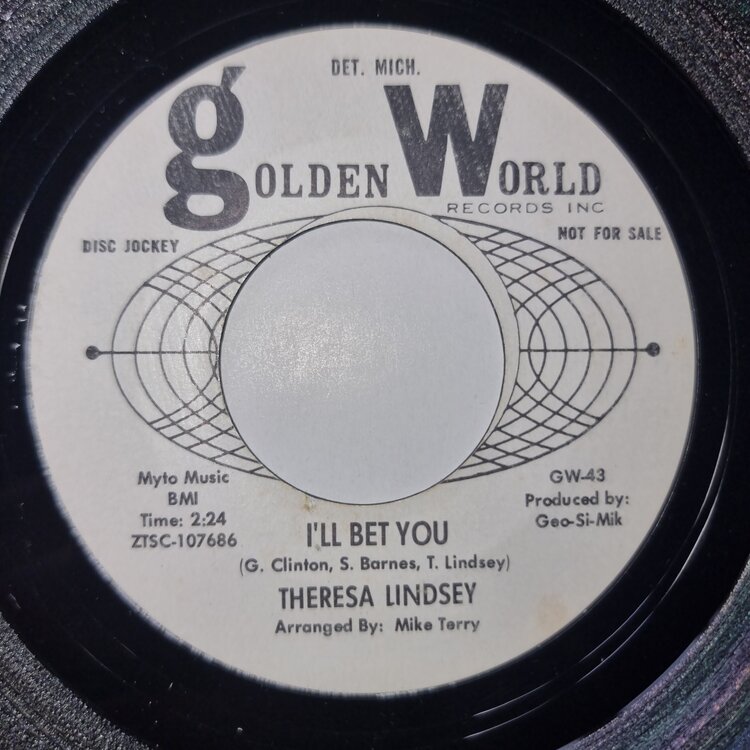 DET. MICH.
gOLDEN WORLD
RECORDS INC
DISC JOCKEY
NOT FOR SALE
Myto Music
BMI
Time: 2:24
ZTSC-107686
GW-43
Produced by:
Geo-Si-Mik
I'LL BET YOU
(G. Clinton, S. Barnes, T. Lindsey)
THERESA LINDSEY
Arranged By: Mike Terry